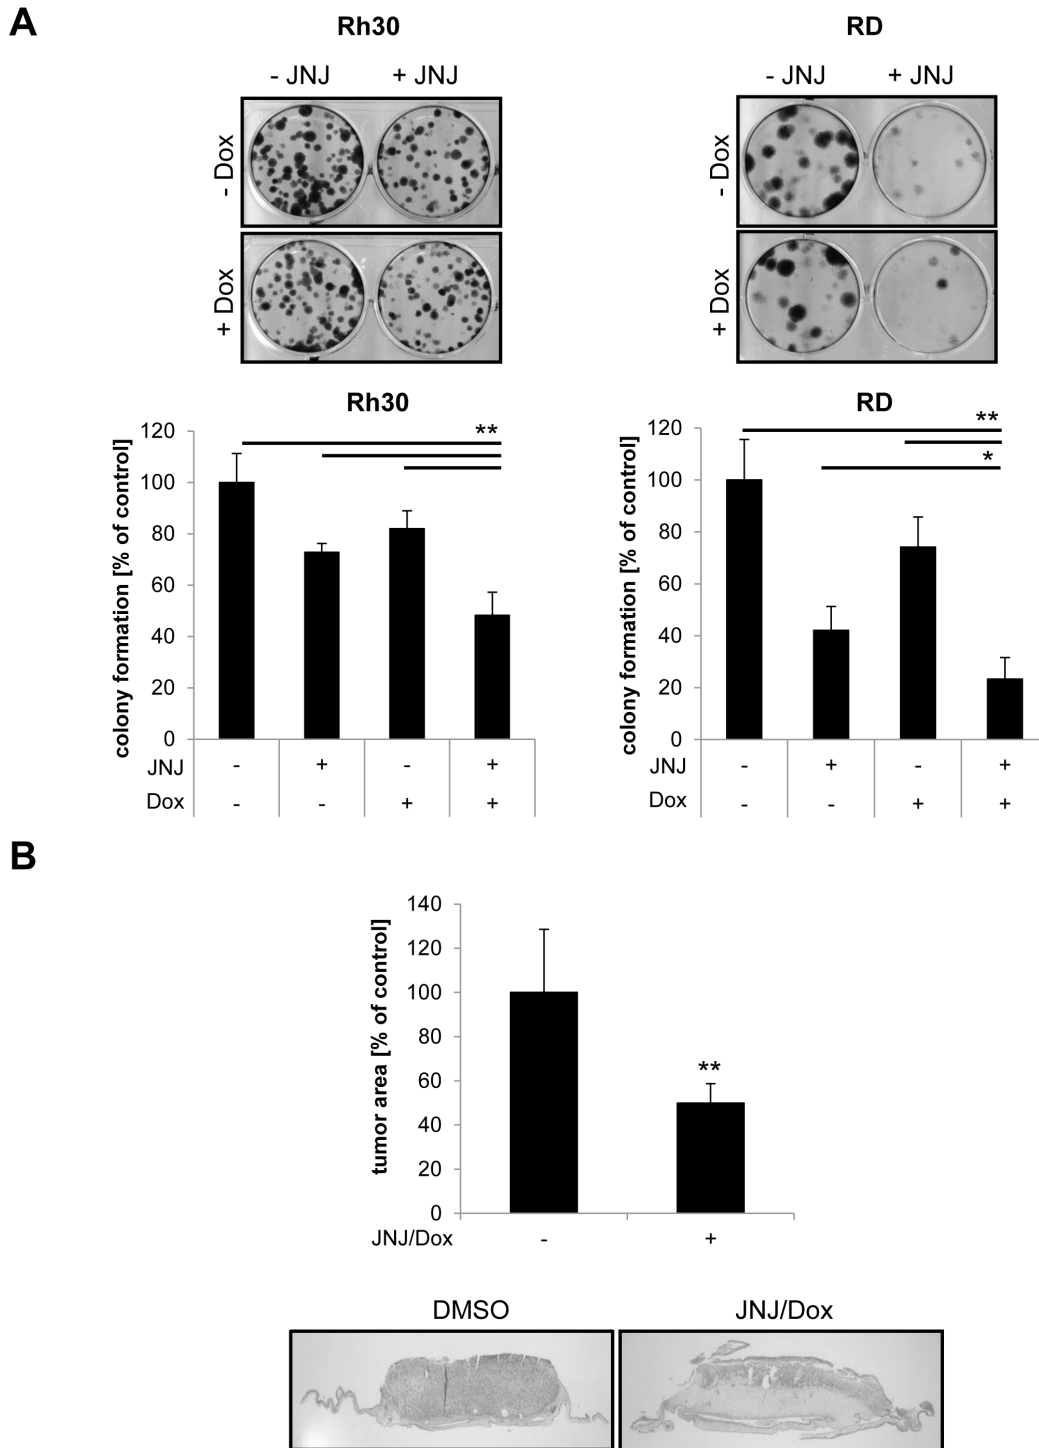 A
Rh30
RD
- JNJ + JNJ
- JNJ + JNJ
- Dox
+ Dox
- Dox
+ Dox
Rh30
colony formation [% of control]
120
100
80
60
40
20
0
**
JNJ - + - +
Dox - - + +
RD
colony formation [% of control]
120
100
80
60
40
20
0
**
*
JNJ - + - +
Dox - - + +
B
tumor area [% of control]
140
120
100
80
60
40
20
0
**
JNJ/Dox - +
DMSO
JNJ/Dox